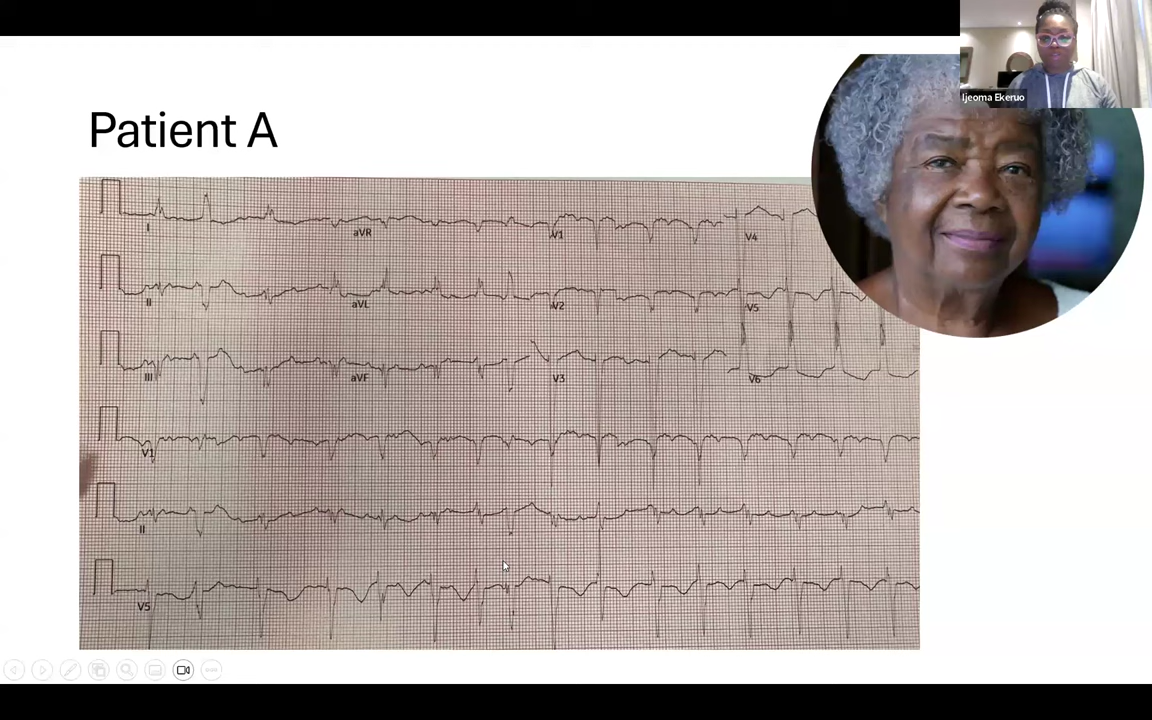 Ijeoma Ekeruo
Patient A
I
aVR
V1
V4
II
aVL
V2
V5
III
aVF
V3
V6
V1
II
V5